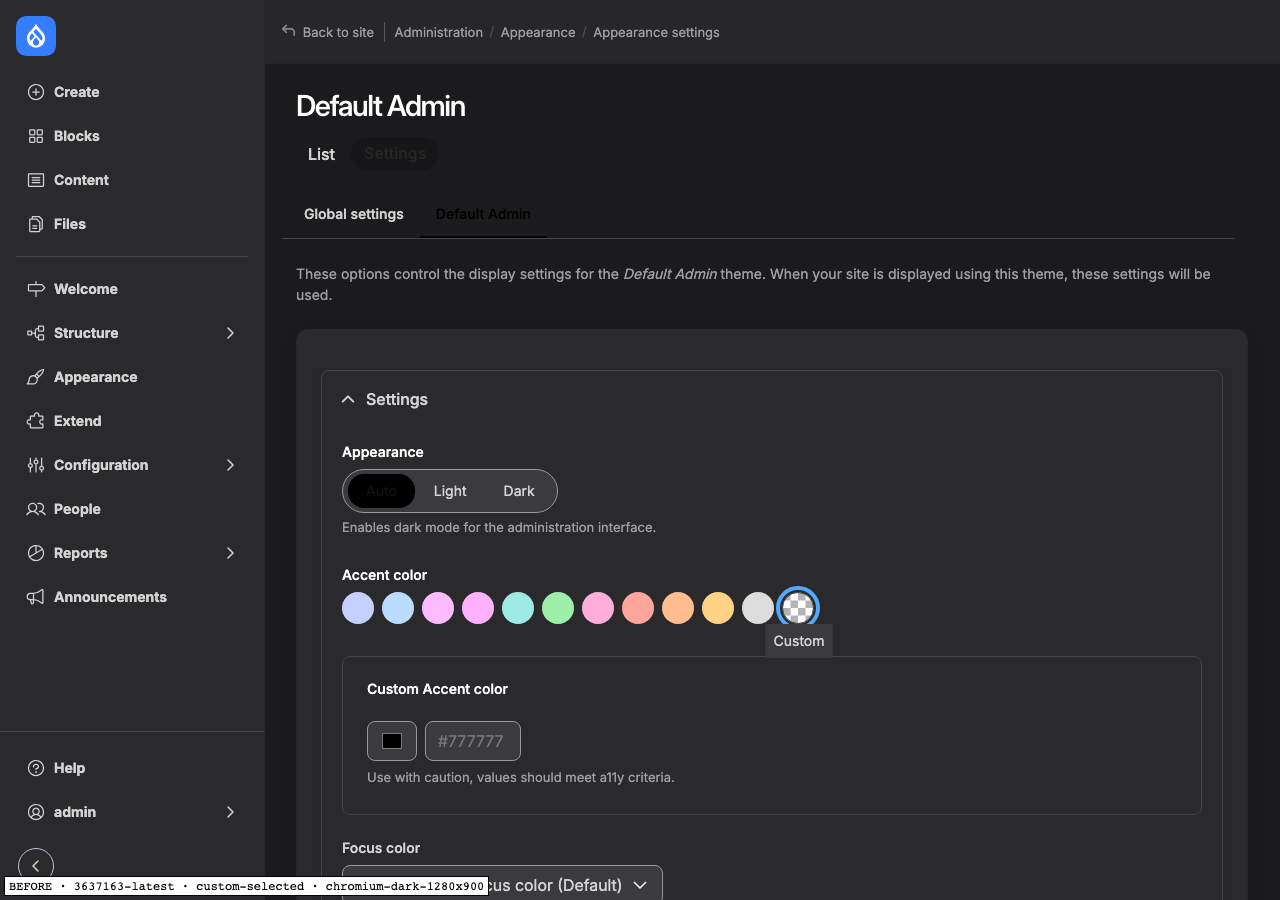 Back to site
Administration / Appearance / Appearance settings
Create
Blocks
Content
Files
Welcome
Structure
Appearance
Extend
Configuration
People
Reports
Announcements
Help
admin
Default Admin
List
Settings
Global settings
Default Admin
These options control the display settings for the Default Admin theme. When your site is displayed using this theme, these settings will be
used.
Settings
Appearance
Auto
Light
Dark
Enables dark mode for the administration interface.
Accent color
Custom
Custom Accent color
#777777
Use with caution, values should meet a11y criteria.
Focus color
cus color (Default)
BEFORE · 3637163-latest · custom-selected · chromium-dark-1280x900